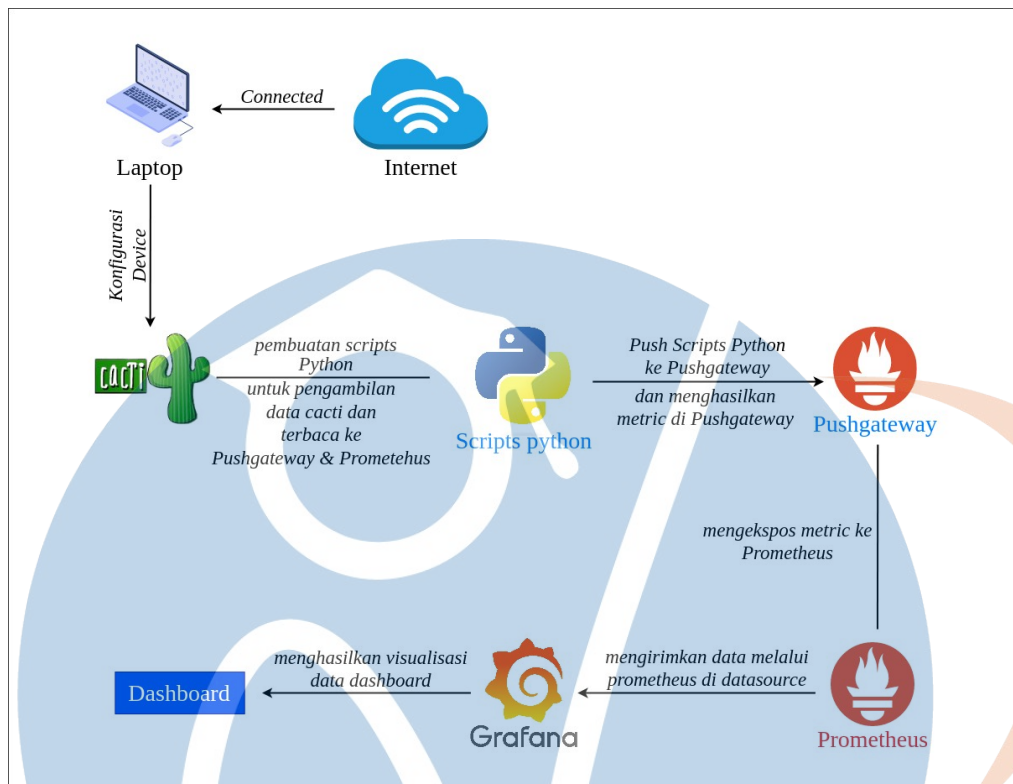 Connected
Laptop
Internet
Konfigurasi
Device
cacti
pembuatan scripts
Python
untuk pengambilan
data cacti dan
terbaca ke
Pushgateway & Prometehus
Scripts python
Push Scripts Python
ke Pushgateway
dan menghasilkan
metric di Pushgateway
Pushgateway
mengekspos metric ke
Prometheus
Dashboard
menghasilkan visualisasi
data dashboard
Grafana
mengirimkan data melalui
prometheus di datasource
Prometheus